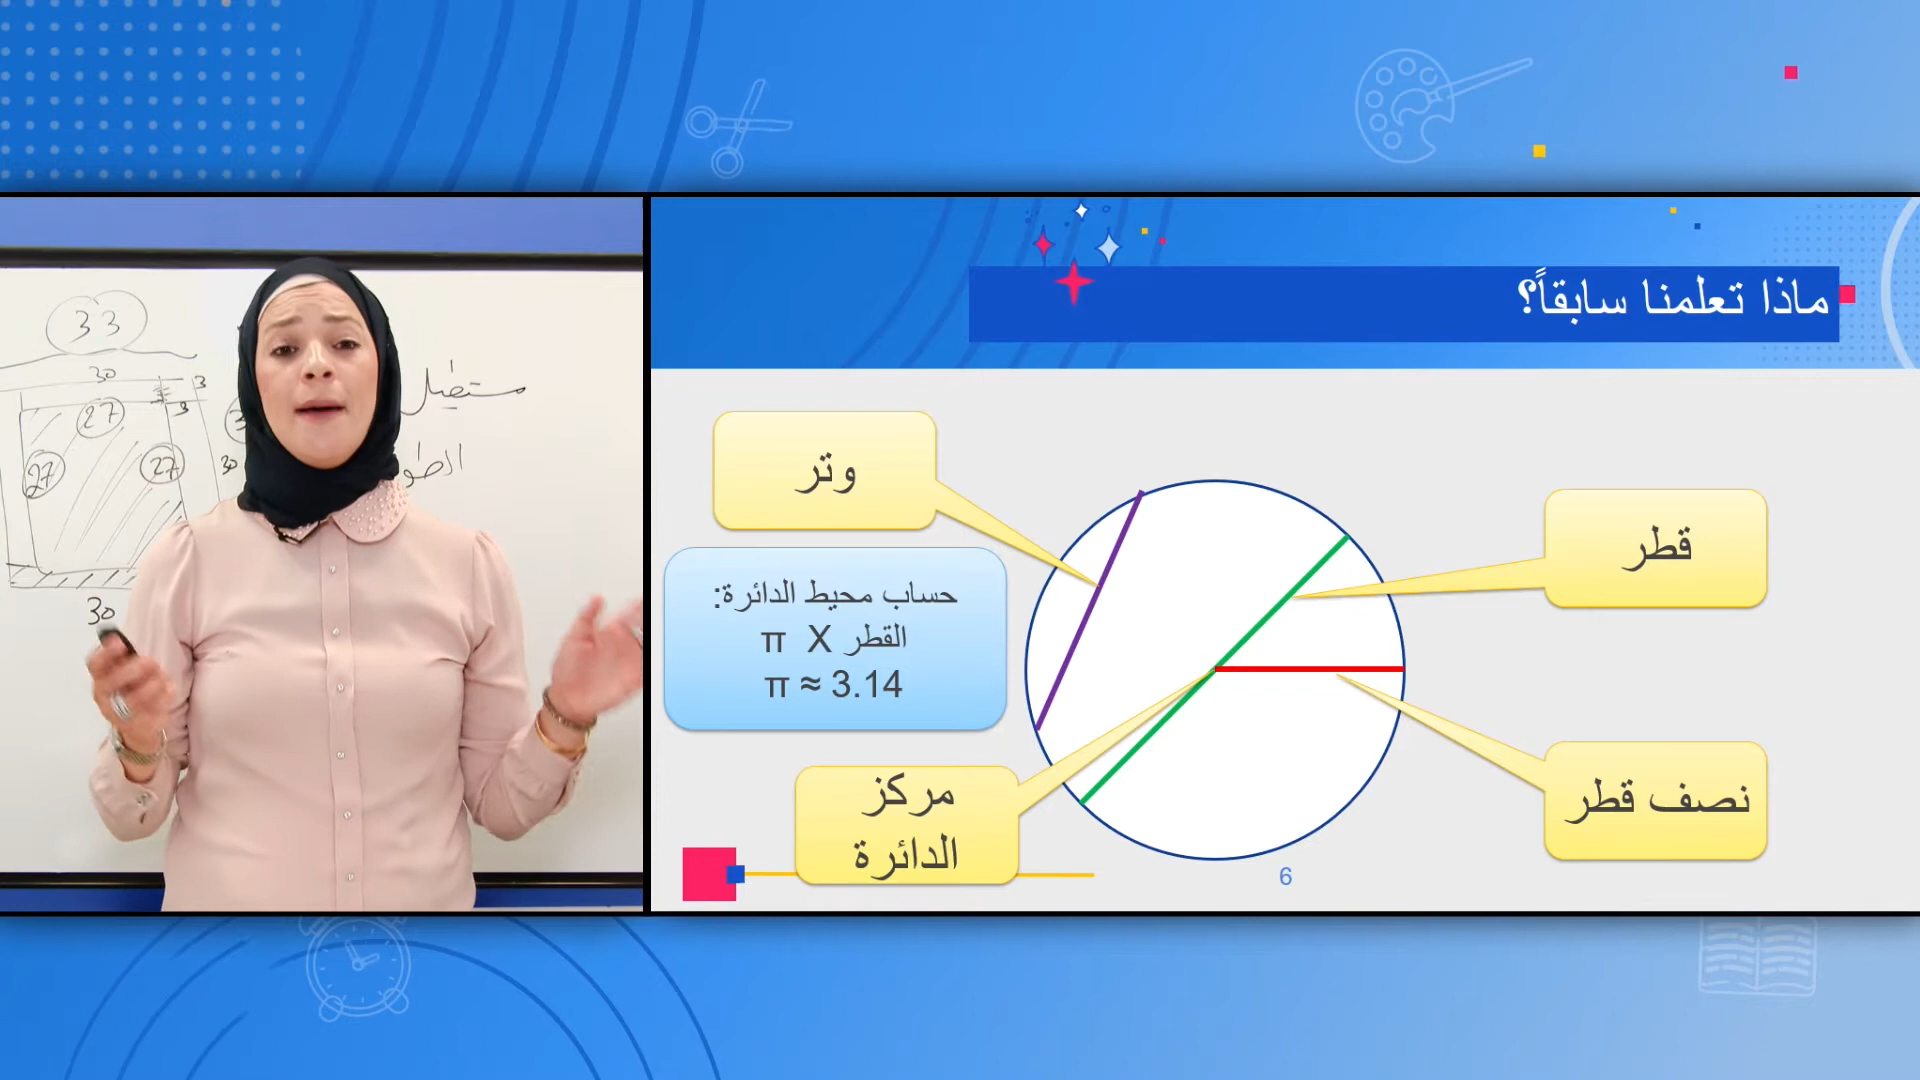 ماذا تعلمنا سابقاً؟
وتر
قطر
حساب محيط الدائرة:
القطر X π
π ≈ 3.14
نصف قطر
مركز
الدائرة
6
33
30
3
3
27
27
27
30
30
مستطيل